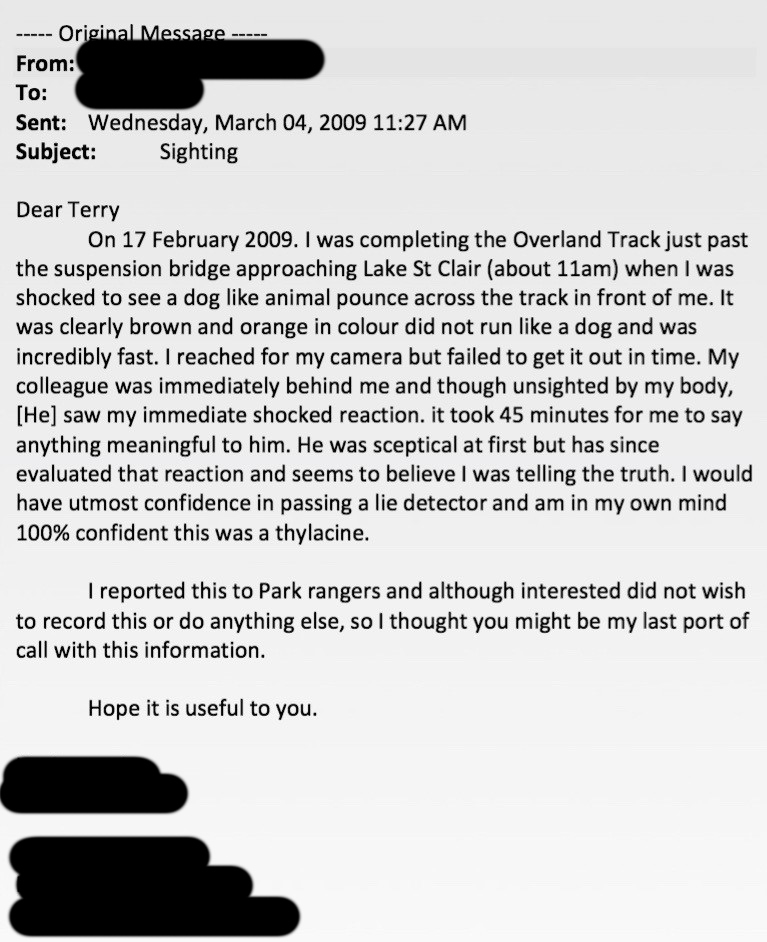 ----- Original Message -----
From:
To:
Sent: Wednesday, March 04, 2009 11:27 AM
Subject: Sighting
Dear Terry
On 17 February 2009. I was completing the Overland Track just past
the suspension bridge approaching Lake St Clair (about 11am) when I was
shocked to see a dog like animal pounce across the track in front of me. It
was clearly brown and orange in colour did not run like a dog and was
incredibly fast. I reached for my camera but failed to get it out in time. My
colleague was immediately behind me and though unsighted by my body,
[He] saw my immediate shocked reaction. it took 45 minutes for me to say
anything meaningful to him. He was sceptical at first but has since
evaluated that reaction and seems to believe I was telling the truth. I would
have utmost confidence in passing a lie detector and am in my own mind
100% confident this was a thylacine.
I reported this to Park rangers and although interested did not wish
to record this or do anything else, so I thought you might be my last port of
call with this information.
Hope it is useful to you.